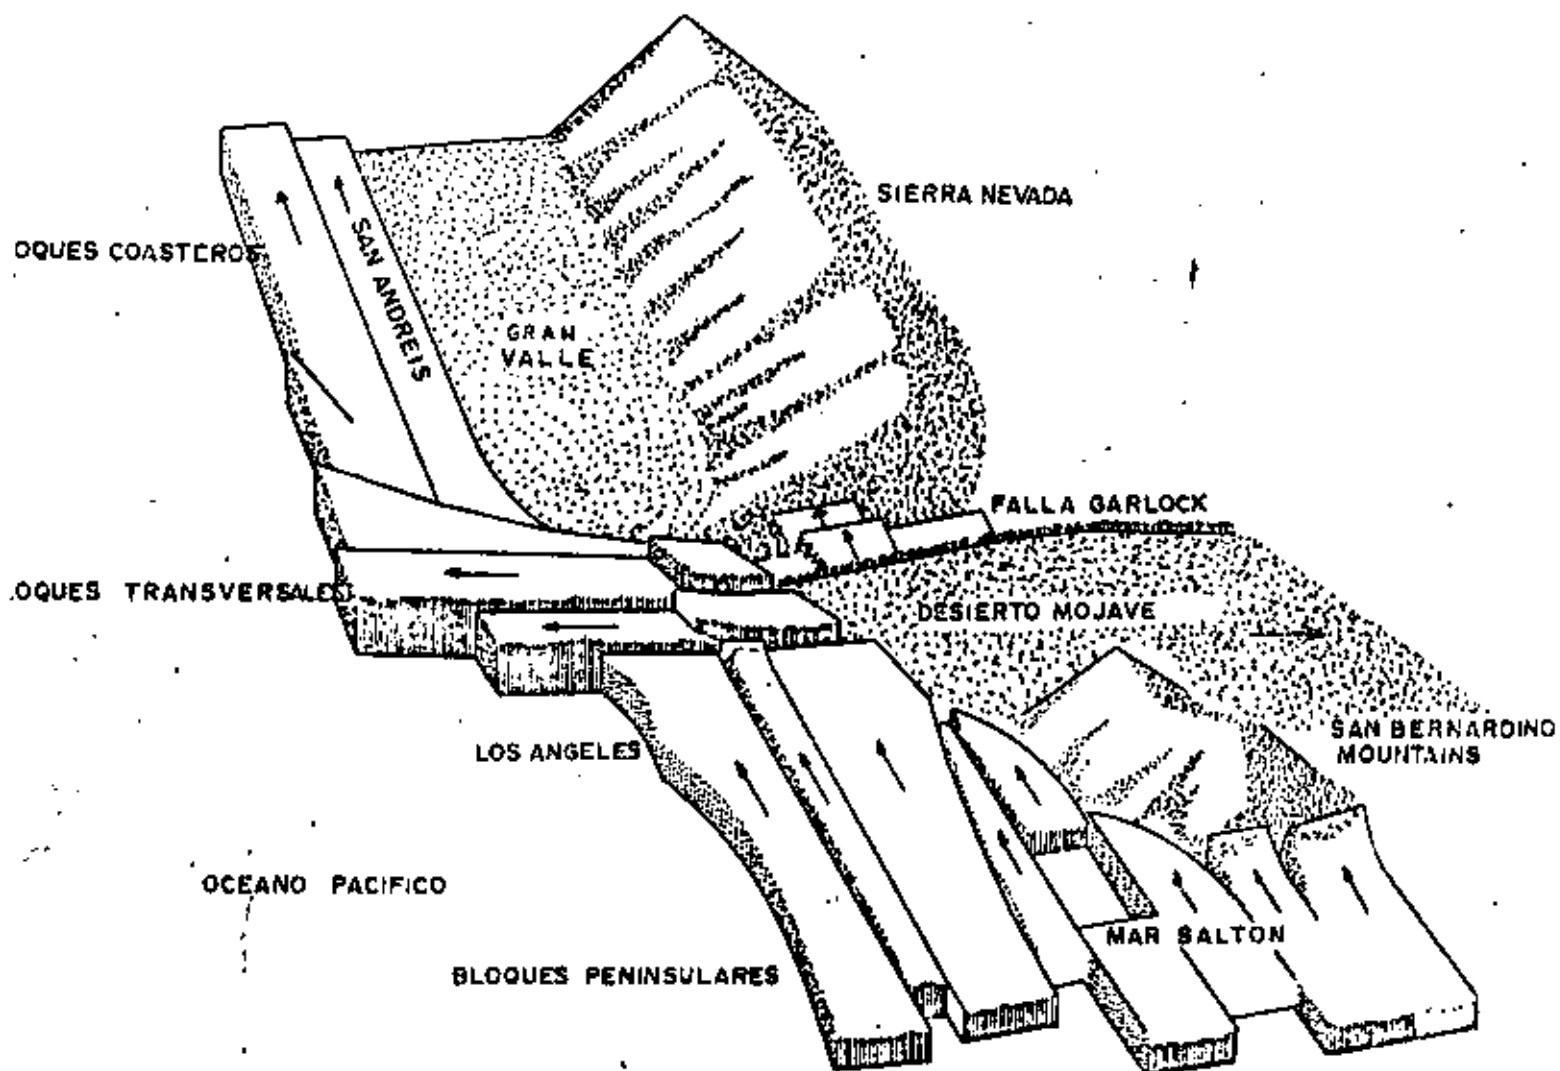 SIERRA NEVADA
OQUES COASTEROS
SAN ANDREIS
GRAN
VALLE
FALLA GARLOCK
OQUES TRANSVERSALES
DESIERTO MOJAVE
SAN BERNARDINO
MOUNTAINS
LOS ANGELES
OCEANO PACIFICO
MAR SALTON
BLOQUES PENINSULARES